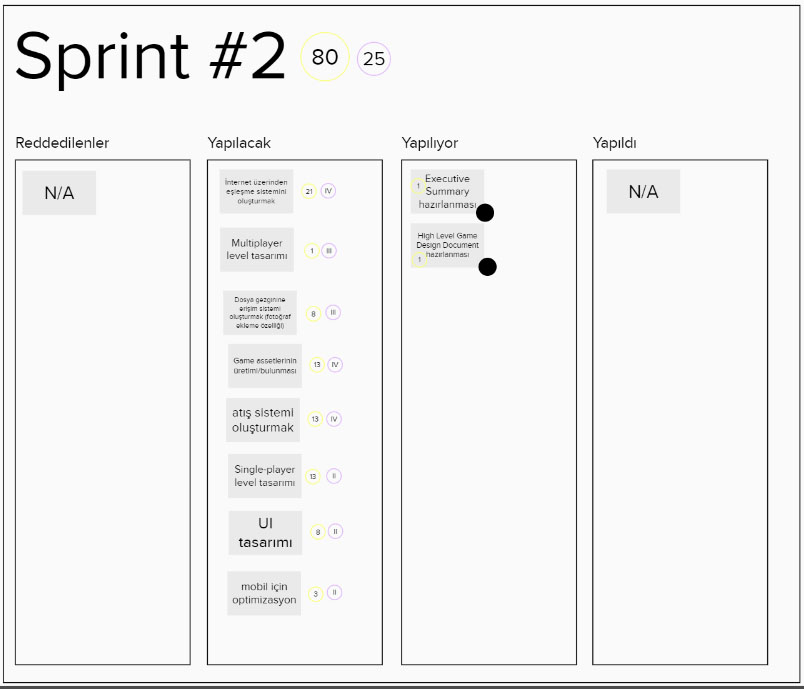 Sprint #2
80
25
Reddedilenler
N/A
Yapılacak
İnternet üzerinden
eşleşme sistemini
oluşturmak
21
IV
Multiplayer
level tasarımı
1
III
Dosya gezginine
erişim sistemi
oluşturmak (fotoğraf
ekleme özelliği)
8
III
Game assetlerinin
üretimi/bulunması
13
IV
atış sistemi
oluşturmak
13
IV
Single-player
level tasarımı
13
II
UI
tasarımı
8
II
mobil için
optimizasyon
3
II
Yapılıyor
1
Executive
Summary
hazırlanması
High Level Game
Design Document
hazırlanması
1
Yapıldı
N/A